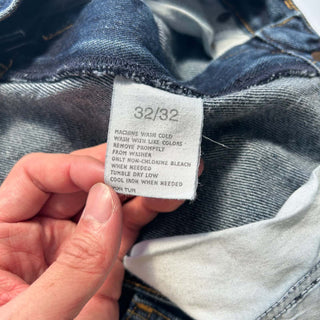 32/32
MACHINE WASH COLD
WASH WITH LIKE COLORS
REMOVE PROMPTLY
FROM WASHER
ONLY NON-CHLORINE BLEACH
WHEN NEEDED
TUMBLE DRY LOW
COOL IRON WHEN NEEDED